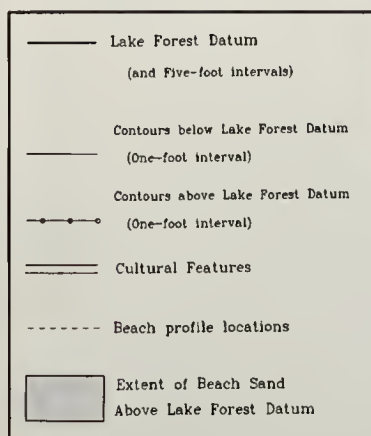 Lake Forest Datum
(and Five-foot intervals)
Contours below Lake Forest Datum
(One-foot interval)
Contours above Lake Forest Datum
(One-foot interval)
Cultural Features
Beach profile locations
Extent of Beach Sand
Above Lake Forest Datum